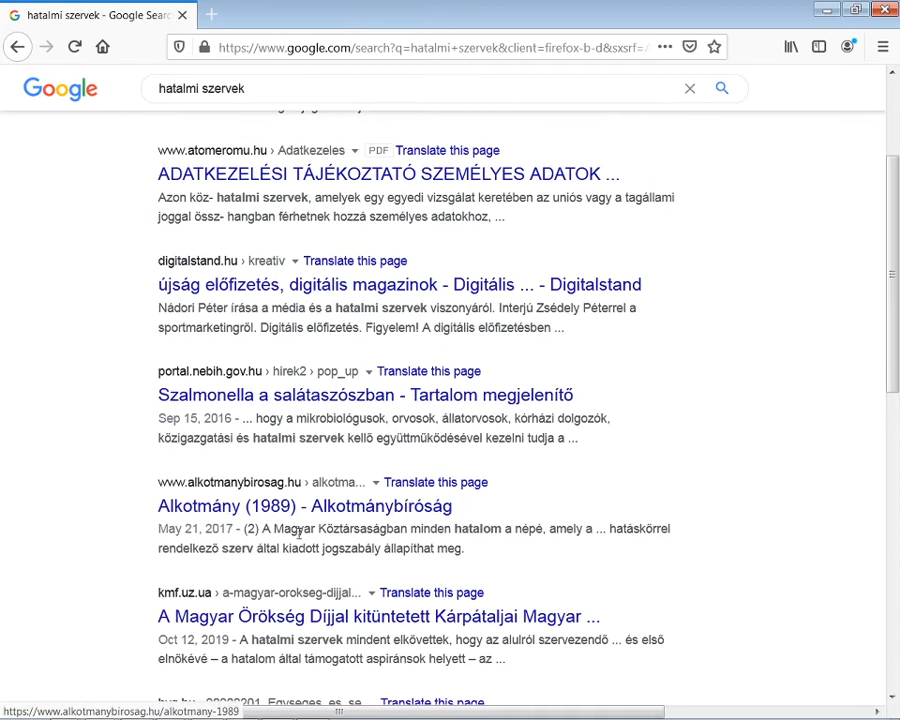 hatalmi szervek - Google Searc
https://www.google.com/search?q=hatalmi+szervek&client=firefox-b-d&sxsrf=
Google
hatalmi szervek
www.atomeromu.hu › Adatkezeles PDF Translate this page
ADATKEZELÉSI TÁJÉKOZTATÓ SZEMÉLYES ADATOK ...
Azon köz- hatalmi szervek, amelyek egy egyedi vizsgálat keretében az uniós vagy a tagállami
joggal össz- hangban férhetnek hozzá személyes adatokhoz, ...
digitalstand.hu › kreativ Translate this page
újság előfizetés, digitális magazinok - Digitális ... - Digitalstand
Nádori Péter írása a média és a hatalmi szervek viszonyáról. Interjú Zsédely Péterrel a
sportmarketingről. Digitális előfizetés. Figyelem! A digitális előfizetésben ...
portal.nebih.gov.hu › hirek2 › pop_up Translate this page
Szalmonella a salátaszószban - Tartalom megjelenítő
Sep 15, 2016 - ... hogy a mikrobiológusok, orvosok, állatorvosok, kórházi dolgozók,
közigazgatási és hatalmi szervek kellő együttműködésével kezelni tudja a ...
www.alkotmanybirosag.hu › alkotma... Translate this page
Alkotmány (1989) - Alkotmánybíróság
May 21, 2017 - (2) A Magyar Köztársaságban minden hatalom a népé, amely a ... hatáskörrel
rendelkező szerv által kiadott jogszabály állapíthat meg.
kmf.uz.ua › a-magyar-orokseg-dijjal... Translate this page
A Magyar Örökség Díjjal kitüntetett Kárpátaljai Magyar ...
Oct 12, 2019 - A hatalmi szervek mindent elkövettek, hogy az alulról szerveződő ... és első
elnökévé – a hatalom által támogatott aspiránsok helyett – az ...
Translate this page
https://www.alkotmanybirosag.hu/alkotmany-1989